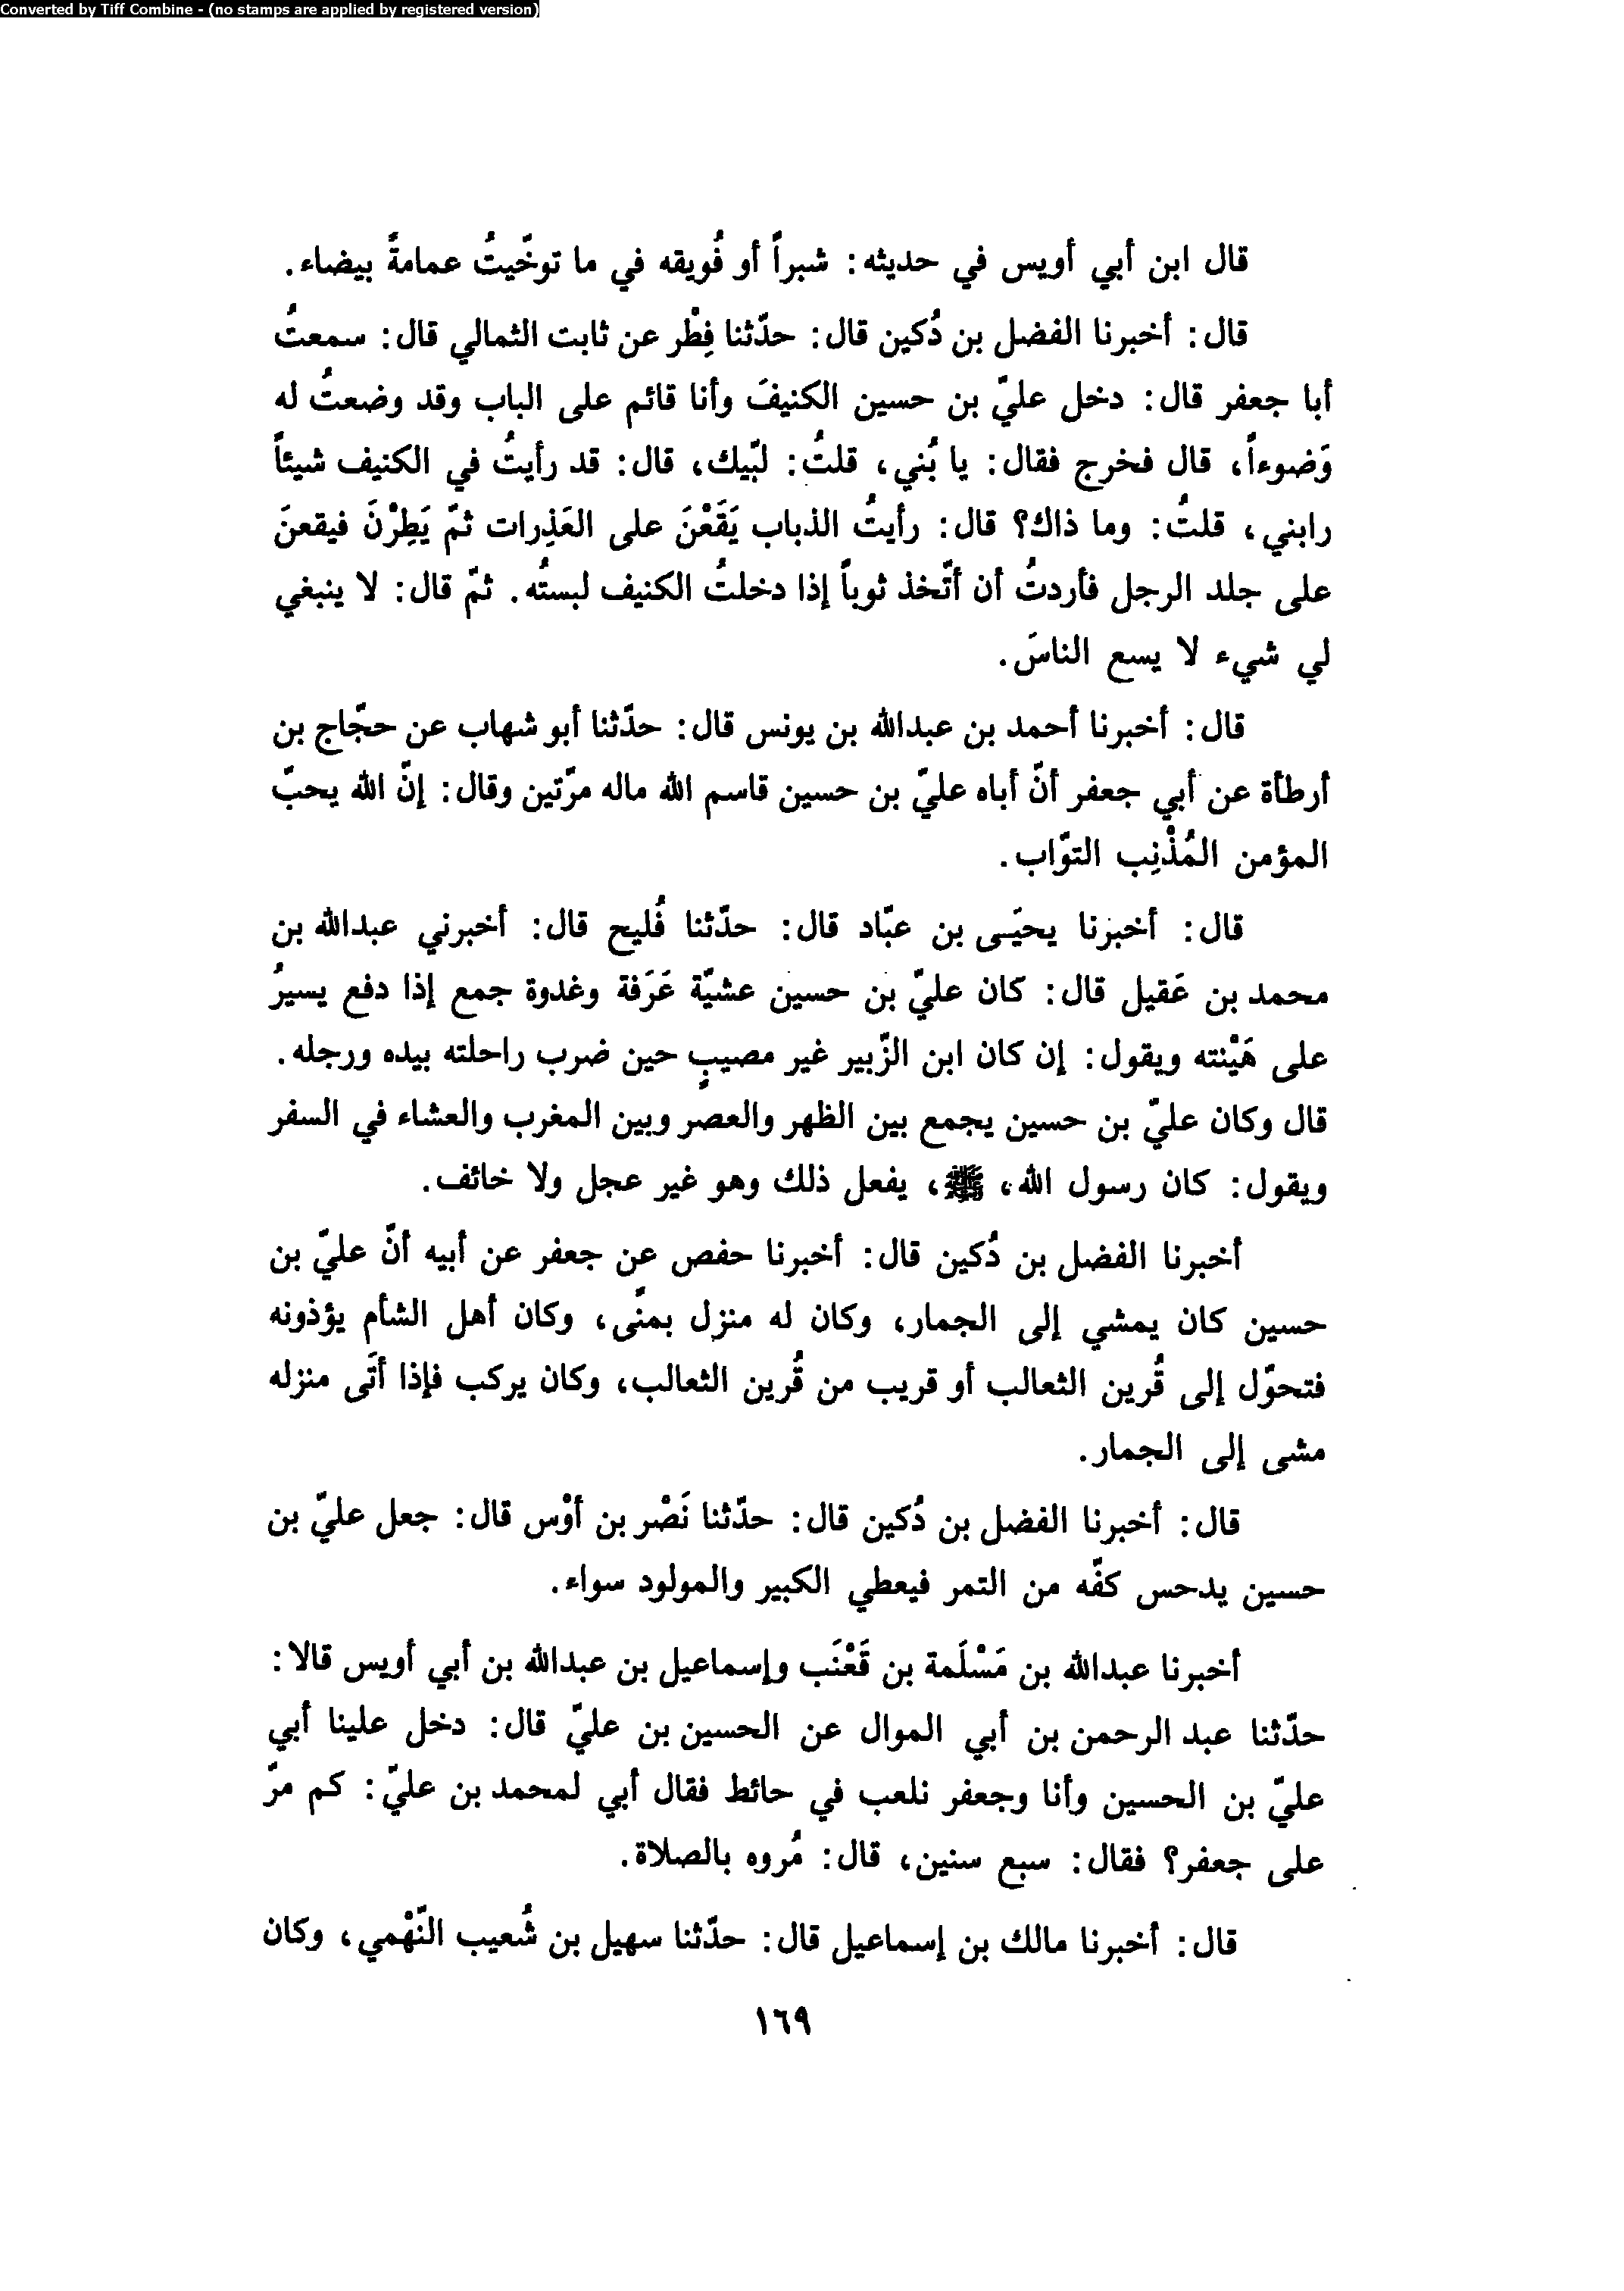 Converted by Tiff Combine - (no stamps are applied by registered version)
قال ابن أبي أويس في حديثه: شبراً أو فُويقه في ما توخّيتُ عمامةً بيضاء.
قال: أخبرنا الفضل بن دُكين قال: حدّثنا فِطْر عن ثابت الثمالي قال: سمعتُ
أبا جعفر قال: دخل عليّ بن حسين الكنيفَ وأنا قائم على الباب وقد وضعتُ له
وَضوءاً، قال فخرج فقال: يا بُني، قلتُ: لبّيك، قال: قد رأيتُ في الكنيف شيئاً
رابني، قلتُ: وما ذاك؟ قال: رأيتُ الذباب يَقَعْنَ على العَذِرات ثمّ يَطِرْنَ فيقعنَ
على جلد الرجل فأردتُ أن أتّخذ ثوباً إذا دخلتُ الكنيف لبستُه. ثمّ قال: لا ينبغي
لي شيء لا يسع الناسَ.
قال: أخبرنا أحمد بن عبدالله بن يونس قال: حدّثنا أبو شهاب عن حجّاج بن
أرطأة عن أبي جعفر أنّ أباه عليّ بن حسين قاسم الله ماله مرّتين وقال: إنّ الله يحبّ
المؤمن المُذْنِب التوّاب.
قال: أخبرنا يحيَى بن عبّاد قال: حدّثنا فُليح قال: أخبرني عبدالله بن
محمد بن عَقيل قال: كان عليّ بن حسين عشيّة عَرَفة وغدوة جمع إذا دفع يسيرُ
على هَيْنته ويقول: إن كان ابن الزّبير غير مصيبٍ حين ضرب راحلته بيده ورجله.
قال وكان عليّ بن حسين يجمع بين الظهر والعصر وبين المغرب والعشاء في السفر
ويقول: كان رسول الله، ﷺ، يفعل ذلك وهو غير عجل ولا خائف.
أخبرنا الفضل بن دُكين قال: أخبرنا حفص عن جعفر عن أبيه أنّ عليّ بن
حسين كان يمشي إلى الجمار، وكان له منزل بمنًى، وكان أهل الشأم يؤذونه
فتحوّل إلى قُرين الثعالب أو قريب من قُرين الثعالب، وكان يركب فإذا أتَى منزله
مشى إلى الجمار.
قال: أخبرنا الفضل بن دُكين قال: حدّثنا نَصْر بن أوْس قال: جعل عليّ بن
حسين يدحس كفّه من التمر فيعطي الكبير والمولود سواء.
أخبرنا عبدالله بن مَسْلَمة بن قَعْنَب وإسماعيل بن عبدالله بن أبي أويس قالا:
حدّثنا عبد الرحمن بن أبي الموال عن الحسين بن عليّ قال: دخل علينا أبي
عليّ بن الحسين وأنا وجعفر نلعب في حائط فقال أبي لمحمد بن عليّ: كم مرّ
على جعفر؟ فقال: سبع سنين، قال: مُروه بالصلاة.
قال: أخبرنا مالك بن إسماعيل قال: حدّثنا سهيل بن شُعيب النّهْمي، وكان
١٦٩